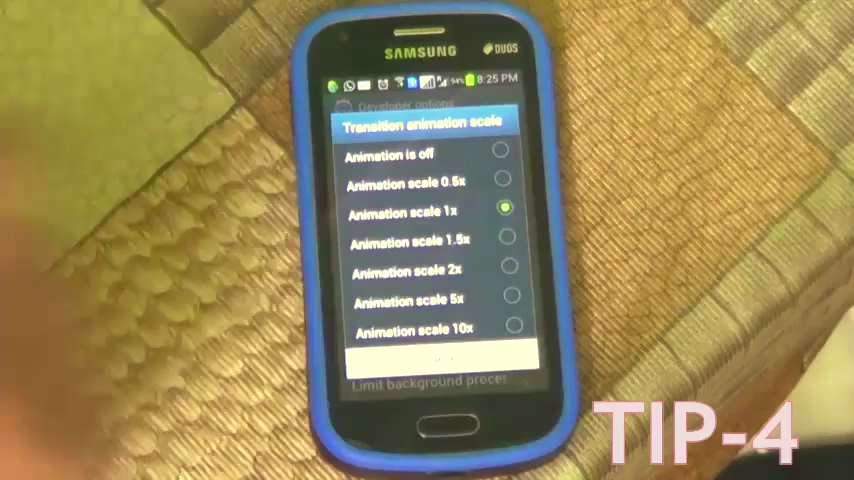 SAMSUNG
DUOS
94% 8:25 PM
Developer options
Transition animation scale
Animation is off
Animation scale 0.5x
Animation scale 1x
Animation scale 1.5x
Animation scale 2x
Animation scale 5x
Animation scale 10x
Limit background proces
TIP-4